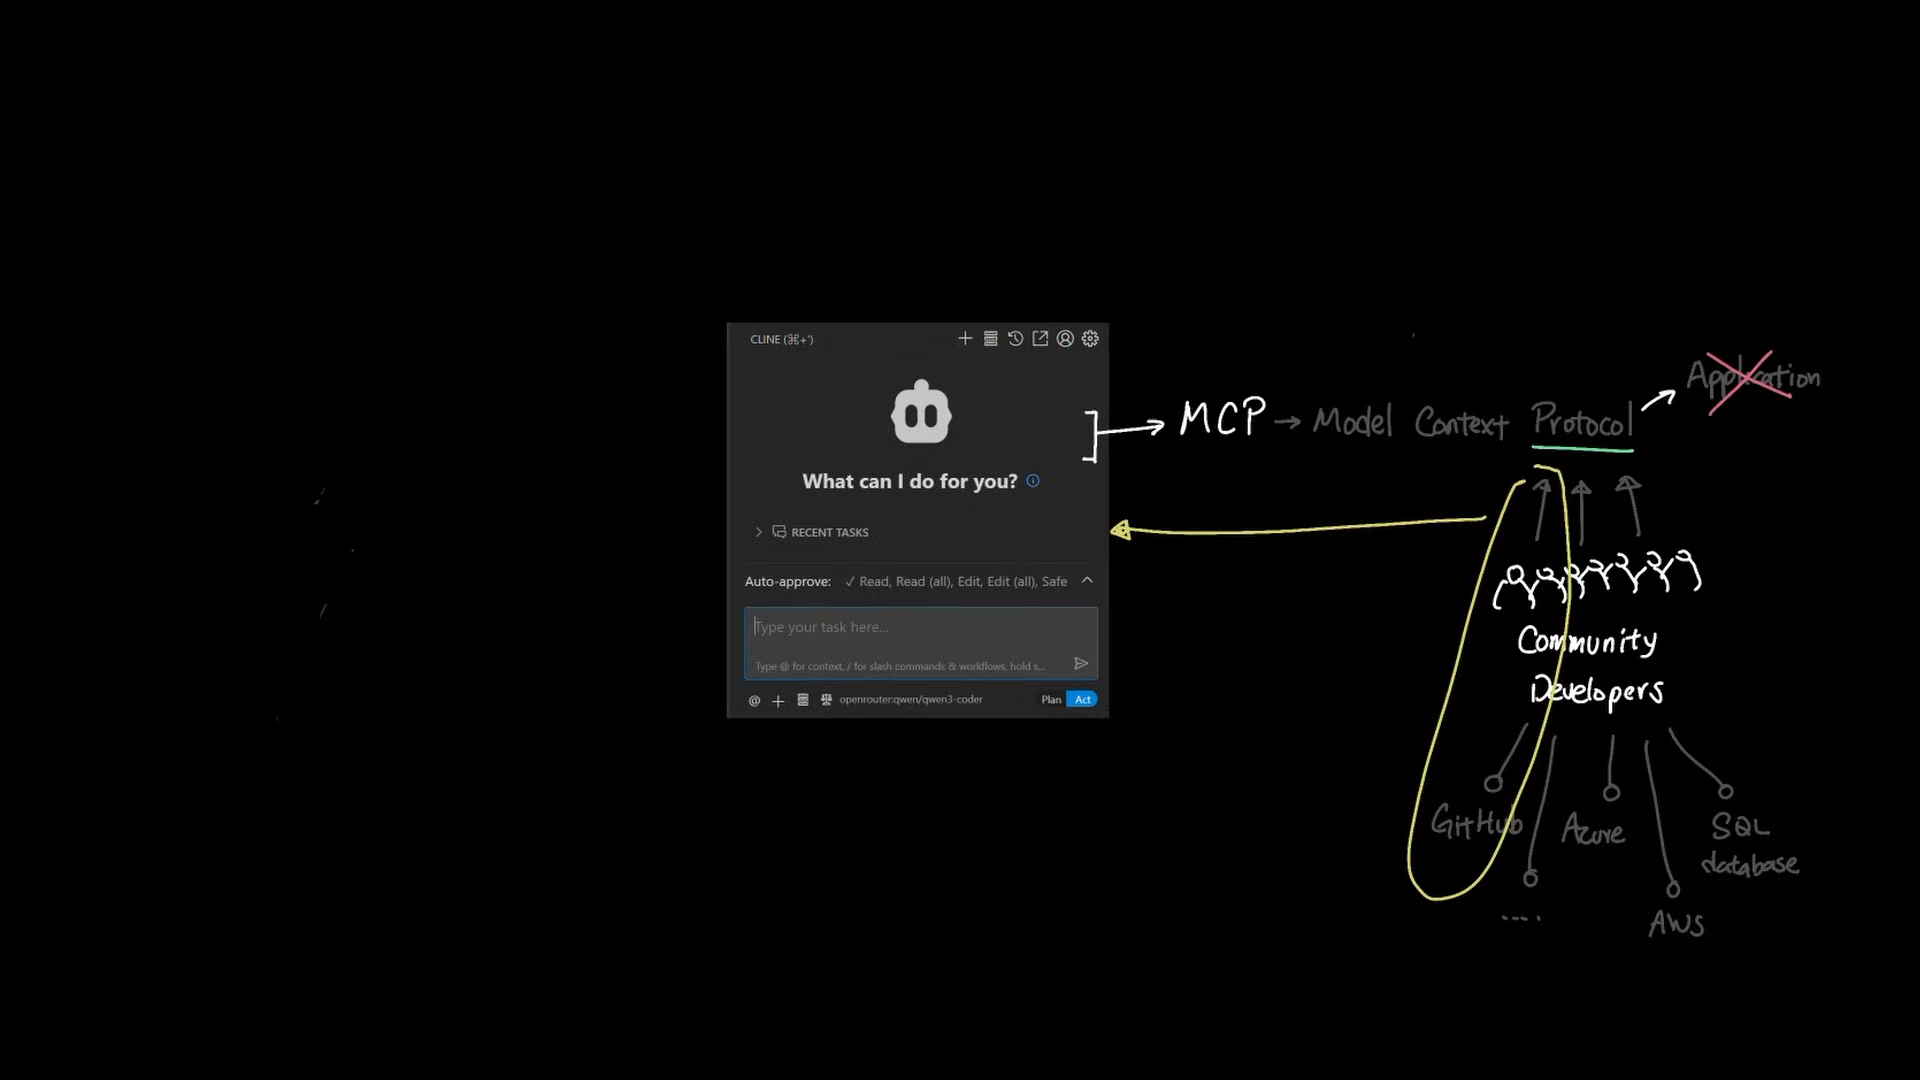 CLINE (⌘+')
What can I do for you?
RECENT TASKS
Auto-approve: ✓ Read, Read (all), Edit, Edit (all), Safe
Type your task here...
Type @ for context, / for slash commands & workflows, hold s...
@ + openrouter:qwen/qwen3-coder Plan Act
MCP → Model Context Protocol
Application
Community
Developers
GitHub
Azure
SQL
database
....
AWS